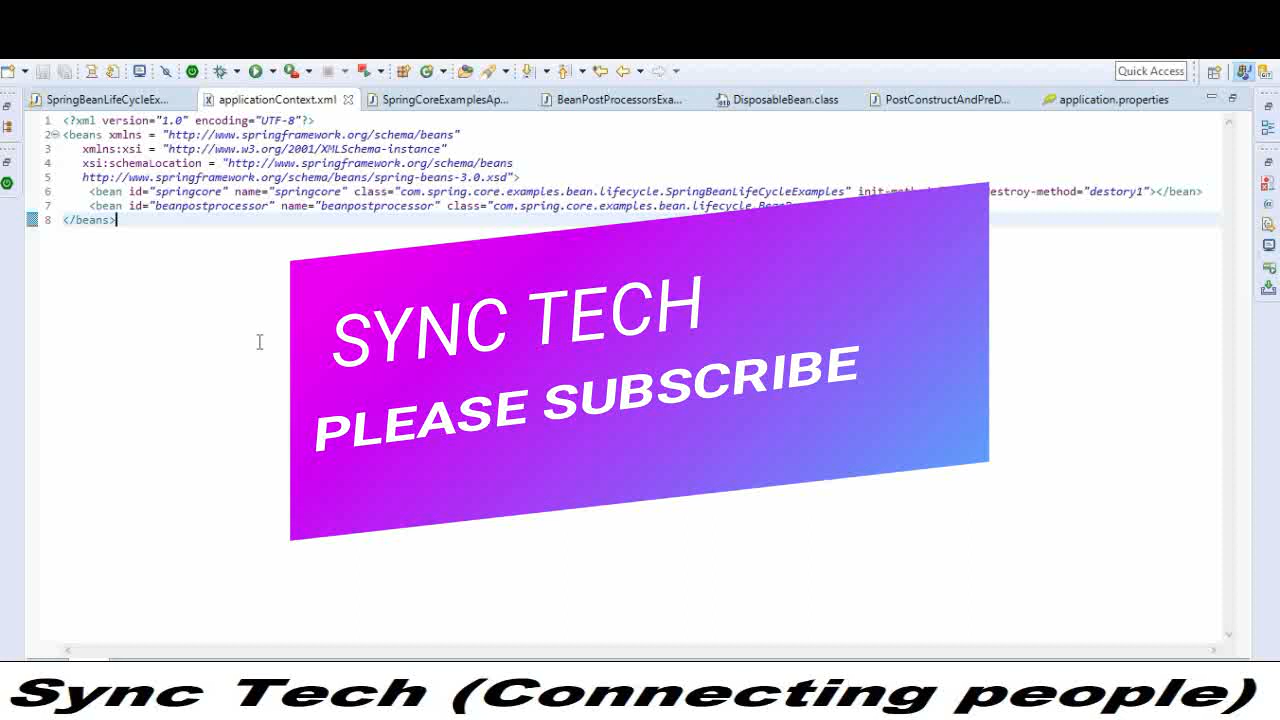 Quick Access
SpringBeanLifeCycleEx... applicationContext.xml SpringCoreExamplesAp... BeanPostProcessorsExa... DisposableBean.class PostConstructAndPreD... application.properties
1 <?xml version="1.0" encoding="UTF-8"?>
2 <beans xmlns = "http://www.springframework.org/schema/beans"
3 xmlns:xsi = "http://www.w3.org/2001/XMLSchema-instance"
4 xsi:schemaLocation = "http://www.springframework.org/schema/beans
5 http://www.springframework.org/schema/beans/spring-beans-3.0.xsd">
6 <bean id="springcore" name="springcore" class="com.spring.core.examples.bean.lifecycle.SpringBeanLifeCycleExamples" destroy-method="destory1"></bean>
7 <bean id="beanpostprocessor" name="beanpostprocessor" class="com.spring.core.examples.bean.lifecycle.
8 </beans>
SYNC TECH
PLEASE SUBSCRIBE
Sync Tech (Connecting people)